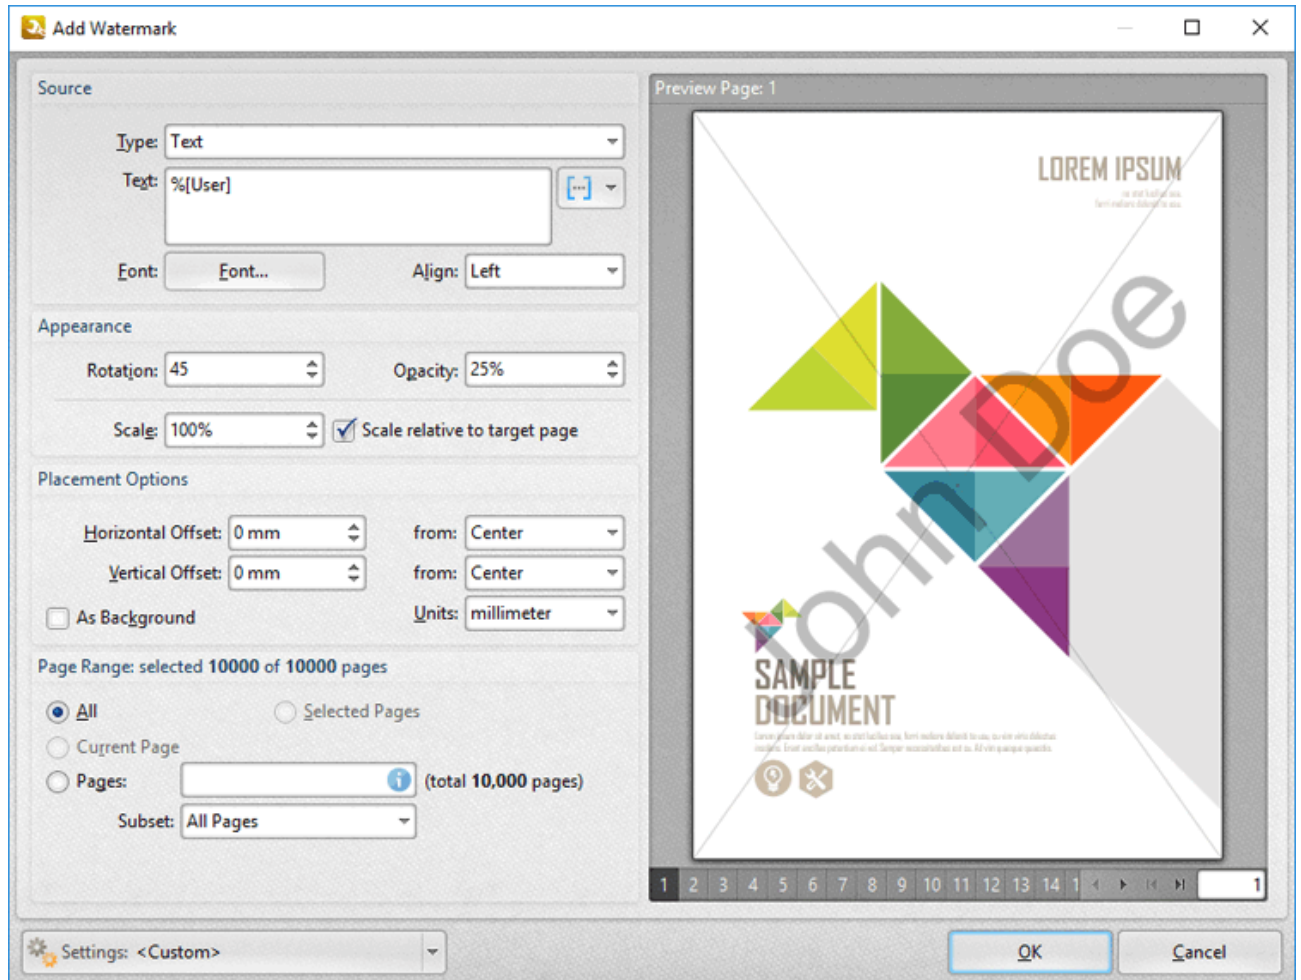 Add Watermark
Source
Type: Text
Text: %[User]
Font: Font... Align: Left
Appearance
Rotation: 45 Opacity: 25%
Scale: 100% Scale relative to target page
Placement Options
Horizontal Offset: 0 mm from: Center
Vertical Offset: 0 mm from: Center
As Background Units: millimeter
Page Range: selected 10000 of 10000 pages
All Selected Pages
Current Page
Pages: (total 10,000 pages)
Subset: All Pages
Preview Page: 1
LOREM IPSUM
John Doe
SAMPLE
DOCUMENT
1 2 3 4 5 6 7 8 9 10 11 12 13 14 1 1
Settings: <Custom> OK Cancel